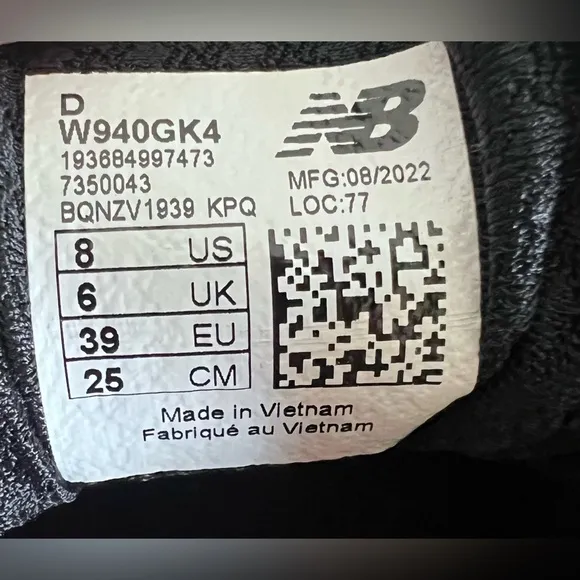 D
W940GK4
193684997473
7350043
BQNZV1939 KPQ
NB
MFG:08/2022
LOC:77
8 US
6 UK
39 EU
25 CM
Made in Vietnam
Fabriqué au Vietnam